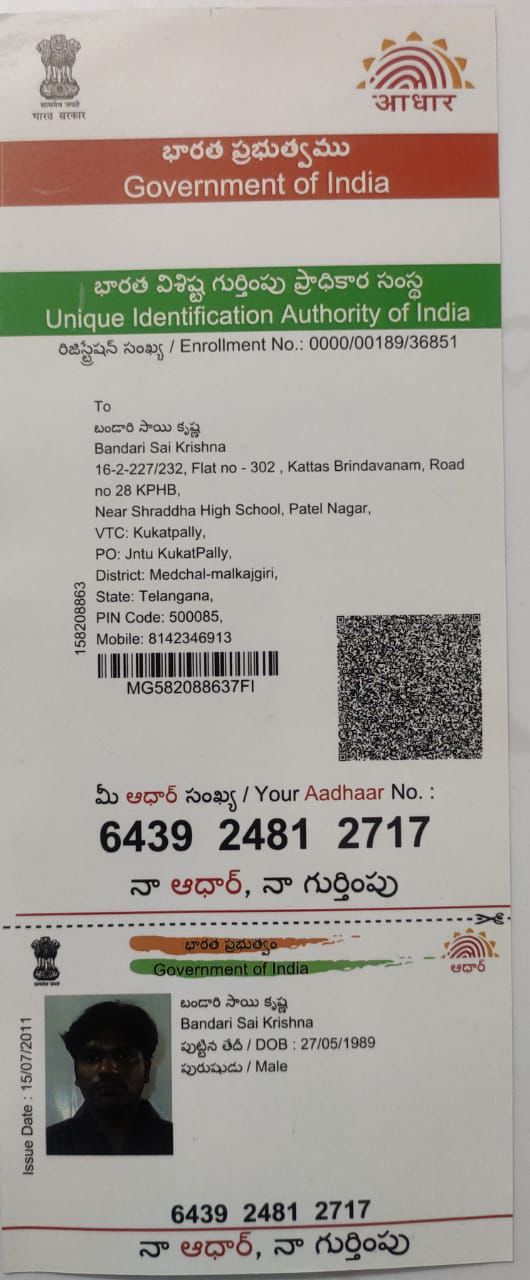 सत्यमेव जयते
भारत सरकार
आधार
భారత ప్రభుత్వము
Government of India
భారత విశిష్ట గుర్తింపు ప్రాధికార సంస్థ
Unique Identification Authority of India
రిజిస్ట్రేషన్ సంఖ్య / Enrollment No.: 0000/00189/36851
To
బండారి సాయి కృష్ణ
Bandari Sai Krishna
16-2-227/232, Flat no - 302 , Kattas Brindavanam, Road
no 28 KPHB,
Near Shraddha High School, Patel Nagar,
VTC: Kukatpally,
PO: Jntu KukatPally,
District: Medchal-malkajgiri,
State: Telangana,
PIN Code: 500085,
Mobile: 8142346913
158208863
MG582088637FI
మీ ఆధార్ సంఖ్య / Your Aadhaar No. :
6439 2481 2717
నా ఆధార్, నా గుర్తింపు
భారత ప్రభుత్వం
Government of India
ఆధార్
బండారి సాయి కృష్ణ
Bandari Sai Krishna
పుట్టిన తేదీ / DOB : 27/05/1989
పురుషుడు / Male
Issue Date : 15/07/2011
6439 2481 2717
నా ఆధార్, నా గుర్తింపు